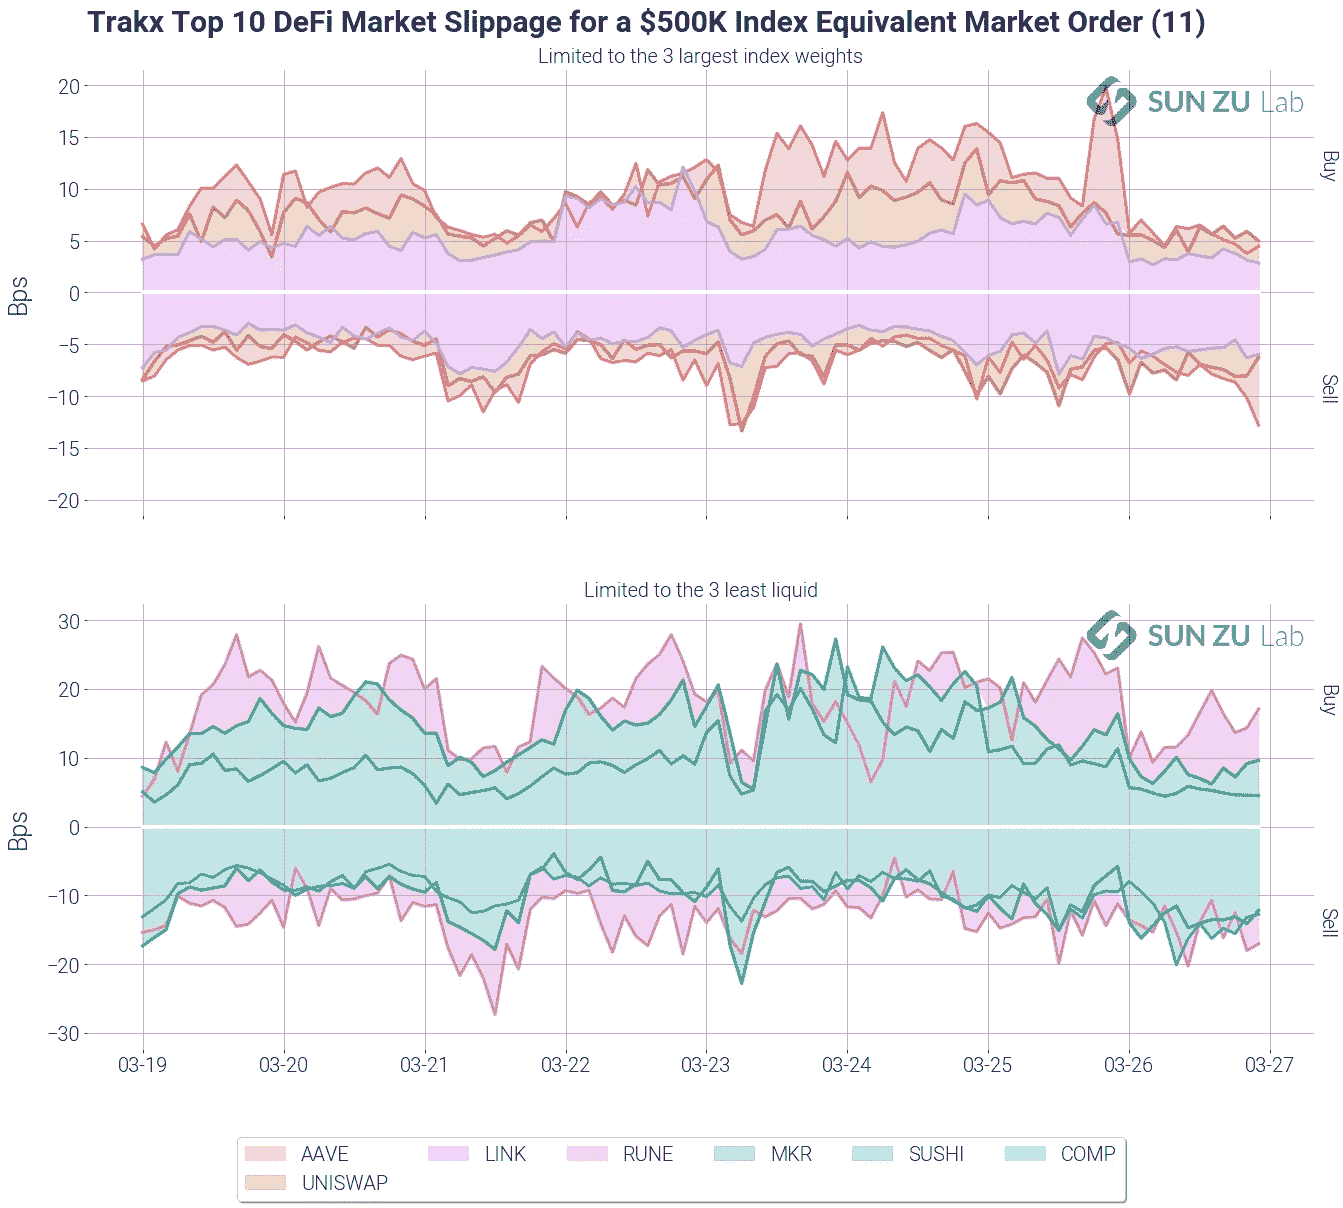 Trakx Top 10 DeFi Market Slippage for a $500K Index Equivalent Market Order (11)
Limited to the 3 largest index weights
SUN ZU Lab
20
15
10
5
0
−5
−10
−15
−20
Bps
Buy
Sell
Limited to the 3 least liquid
SUN ZU Lab
30
20
10
0
−10
−20
−30
Bps
Buy
Sell
03-19 03-20 03-21 03-22 03-23 03-24 03-25 03-26 03-27
AAVE LINK RUNE MKR SUSHI COMP
UNISWAP